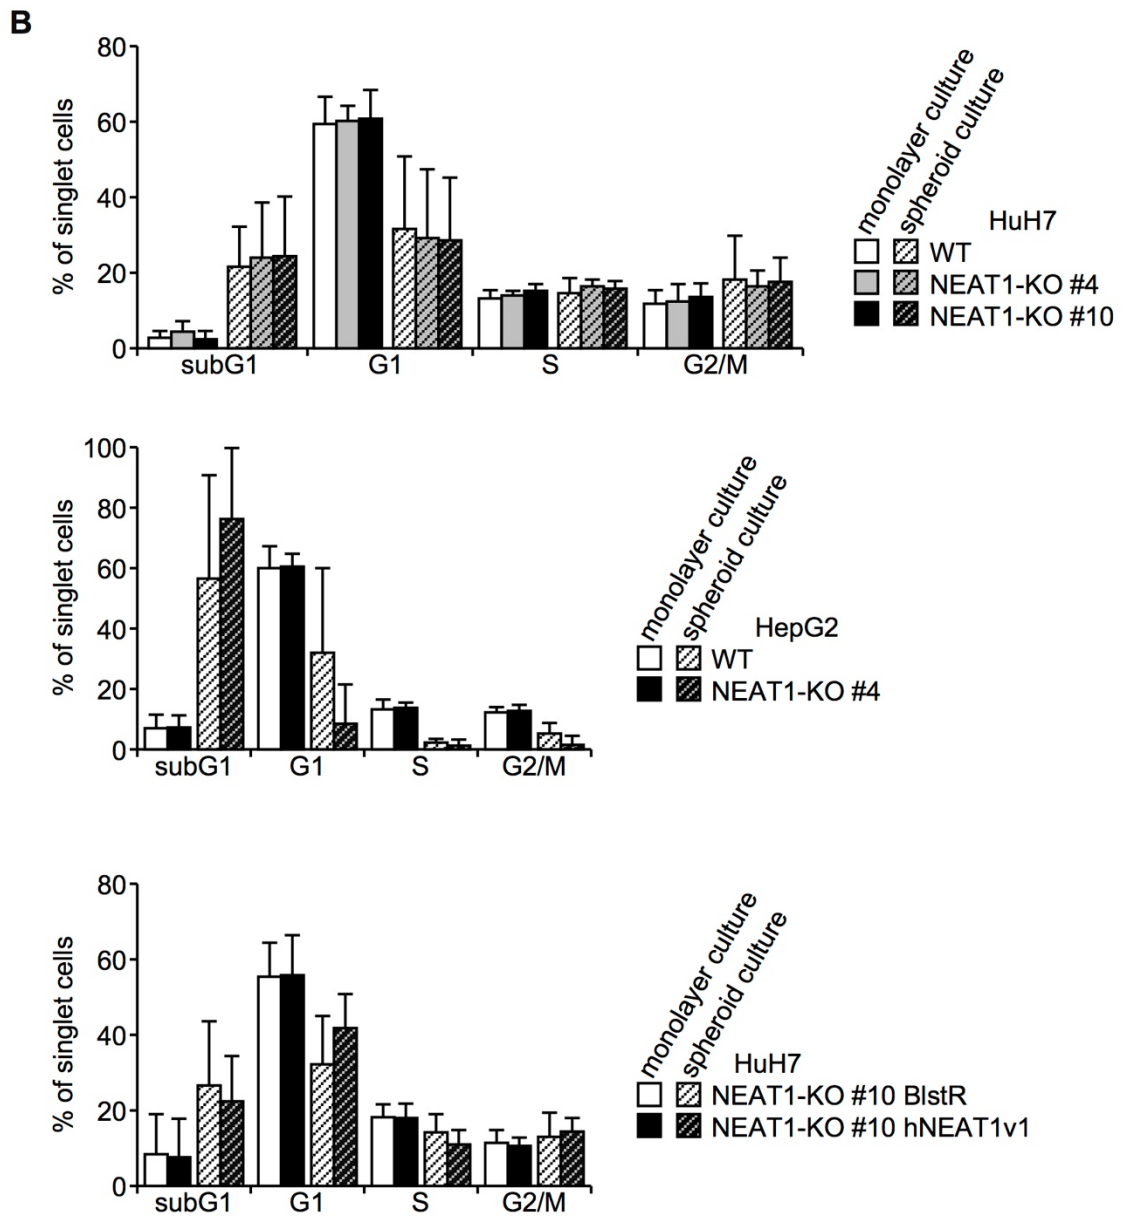 B
% of singlet cells
80
60
40
20
0
subG1 G1 S G2/M
monolayer culture
spheroid culture
HuH7
WT
NEAT1-KO #4
NEAT1-KO #10
% of singlet cells
100
80
60
40
20
0
subG1 G1 S G2/M
monolayer culture
spheroid culture
HepG2
WT
NEAT1-KO #4
% of singlet cells
80
60
40
20
0
subG1 G1 S G2/M
monolayer culture
spheroid culture
HuH7
NEAT1-KO #10 BlstR
NEAT1-KO #10 hNEAT1v1